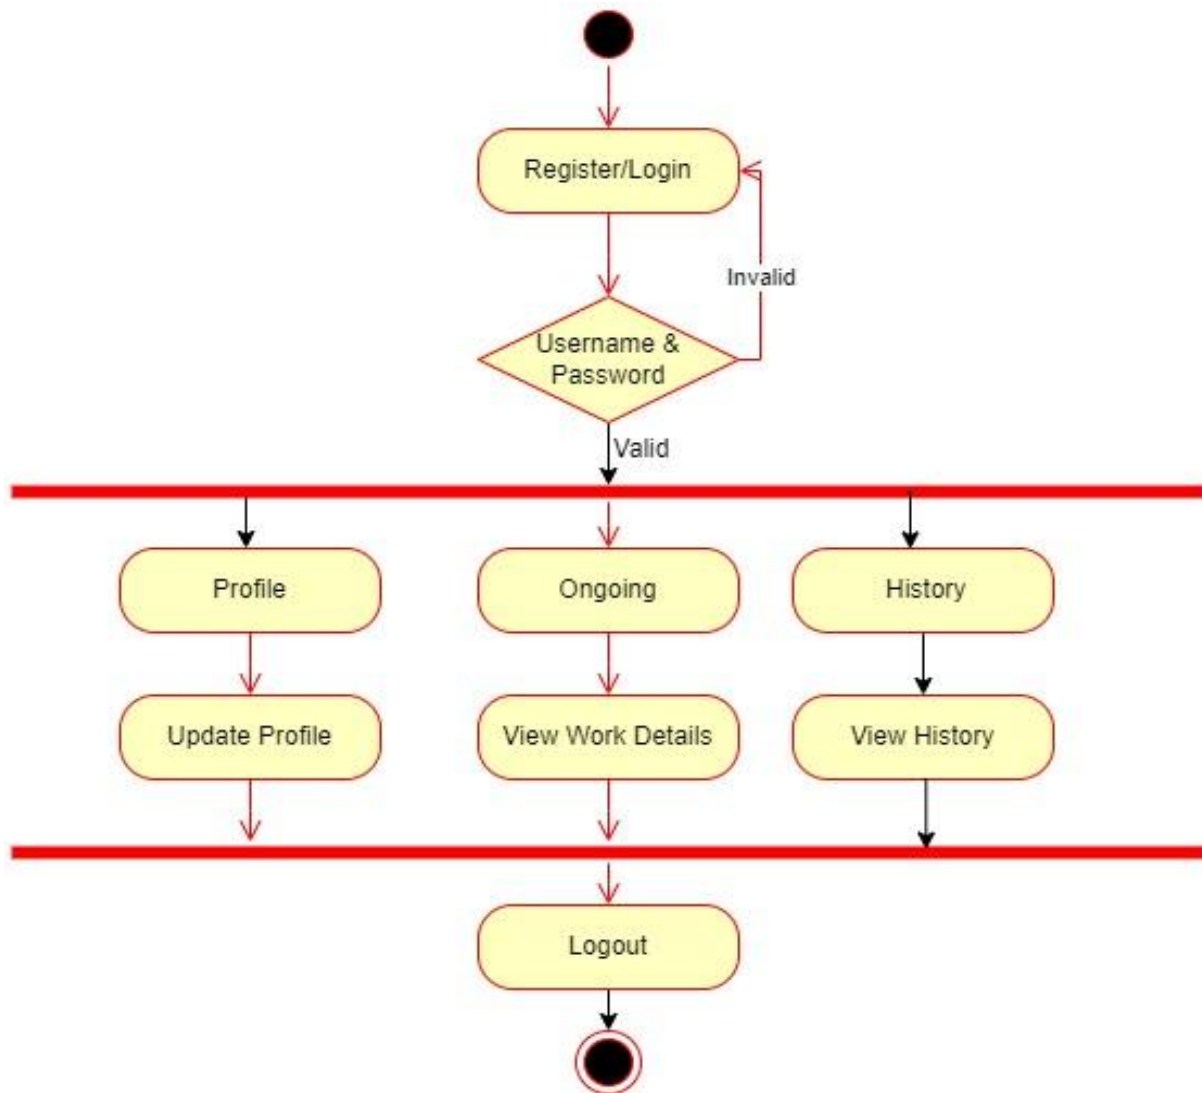 Register/Login
Invalid
Username &
Password
Valid
Profile
Ongoing
History
Update Profile
View Work Details
View History
Logout